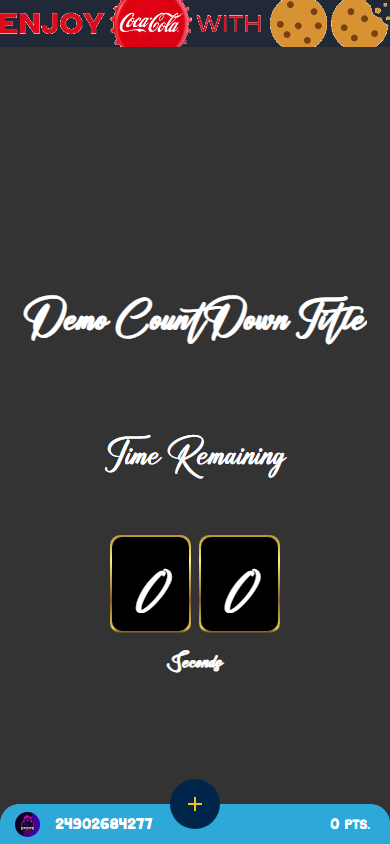 ENJOY Coca-Cola WITH
Demo CountDown Title
Time Remaining
0 0
Seconds
24902684277
0 PTS.